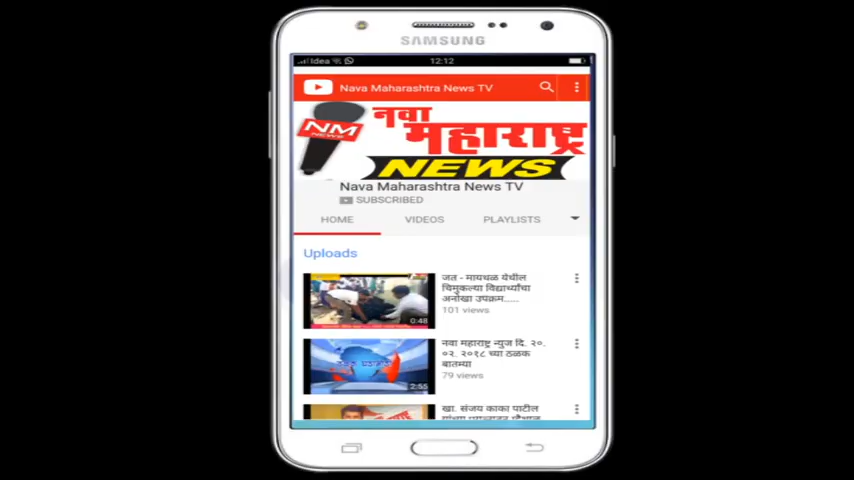 SAMSUNG
Idea 12:12
Nava Maharashtra News TV
नवा
महाराष्ट्र
NM
NEWS
NEWS
Nava Maharashtra News TV
SUBSCRIBED
HOME VIDEOS PLAYLISTS
Uploads
जत - मायथळ येथील
चिमुकल्या विद्यार्थ्यांचा
अनोखा उपक्रम.....
101 views
0:48
नवा महाराष्ट्र न्युज दि. २०.
०२. २०१८ च्या ठळक
बातम्या
79 views
2:55
खा. संजय काका पाटील